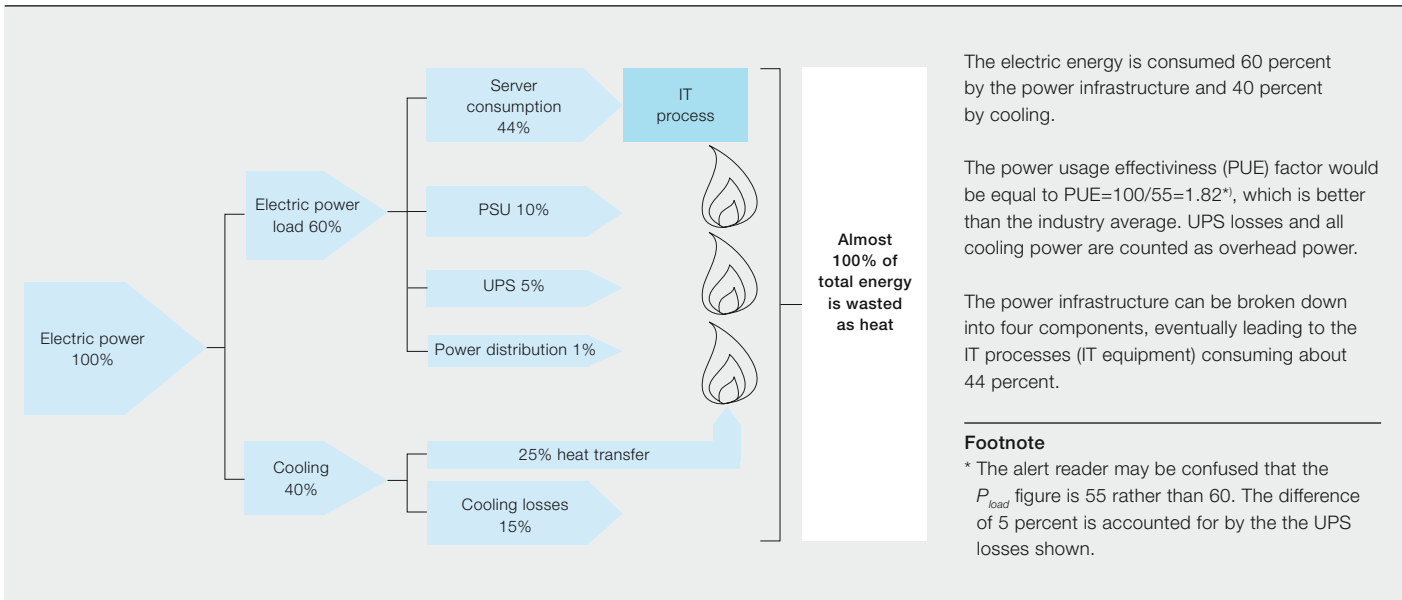 Electric power
100%
Electric power
load 60%
Cooling
40%
Server
consumption
44%
PSU 10%
UPS 5%
Power distribution 1%
25% heat transfer
Cooling losses
15%
IT
process
Almost
100% of
total energy
is wasted
as heat
The electric energy is consumed 60 percent
by the power infrastructure and 40 percent
by cooling.
The power usage effectiviness (PUE) factor would
be equal to PUE=100/55=1.82*), which is better
than the industry average. UPS losses and all
cooling power are counted as overhead power.
The power infrastructure can be broken down
into four components, eventually leading to the
IT processes (IT equipment) consuming about
44 percent.
Footnote
* The alert reader may be confused that the
Pload figure is 55 rather than 60. The difference
of 5 percent is accounted for by the the UPS
losses shown.